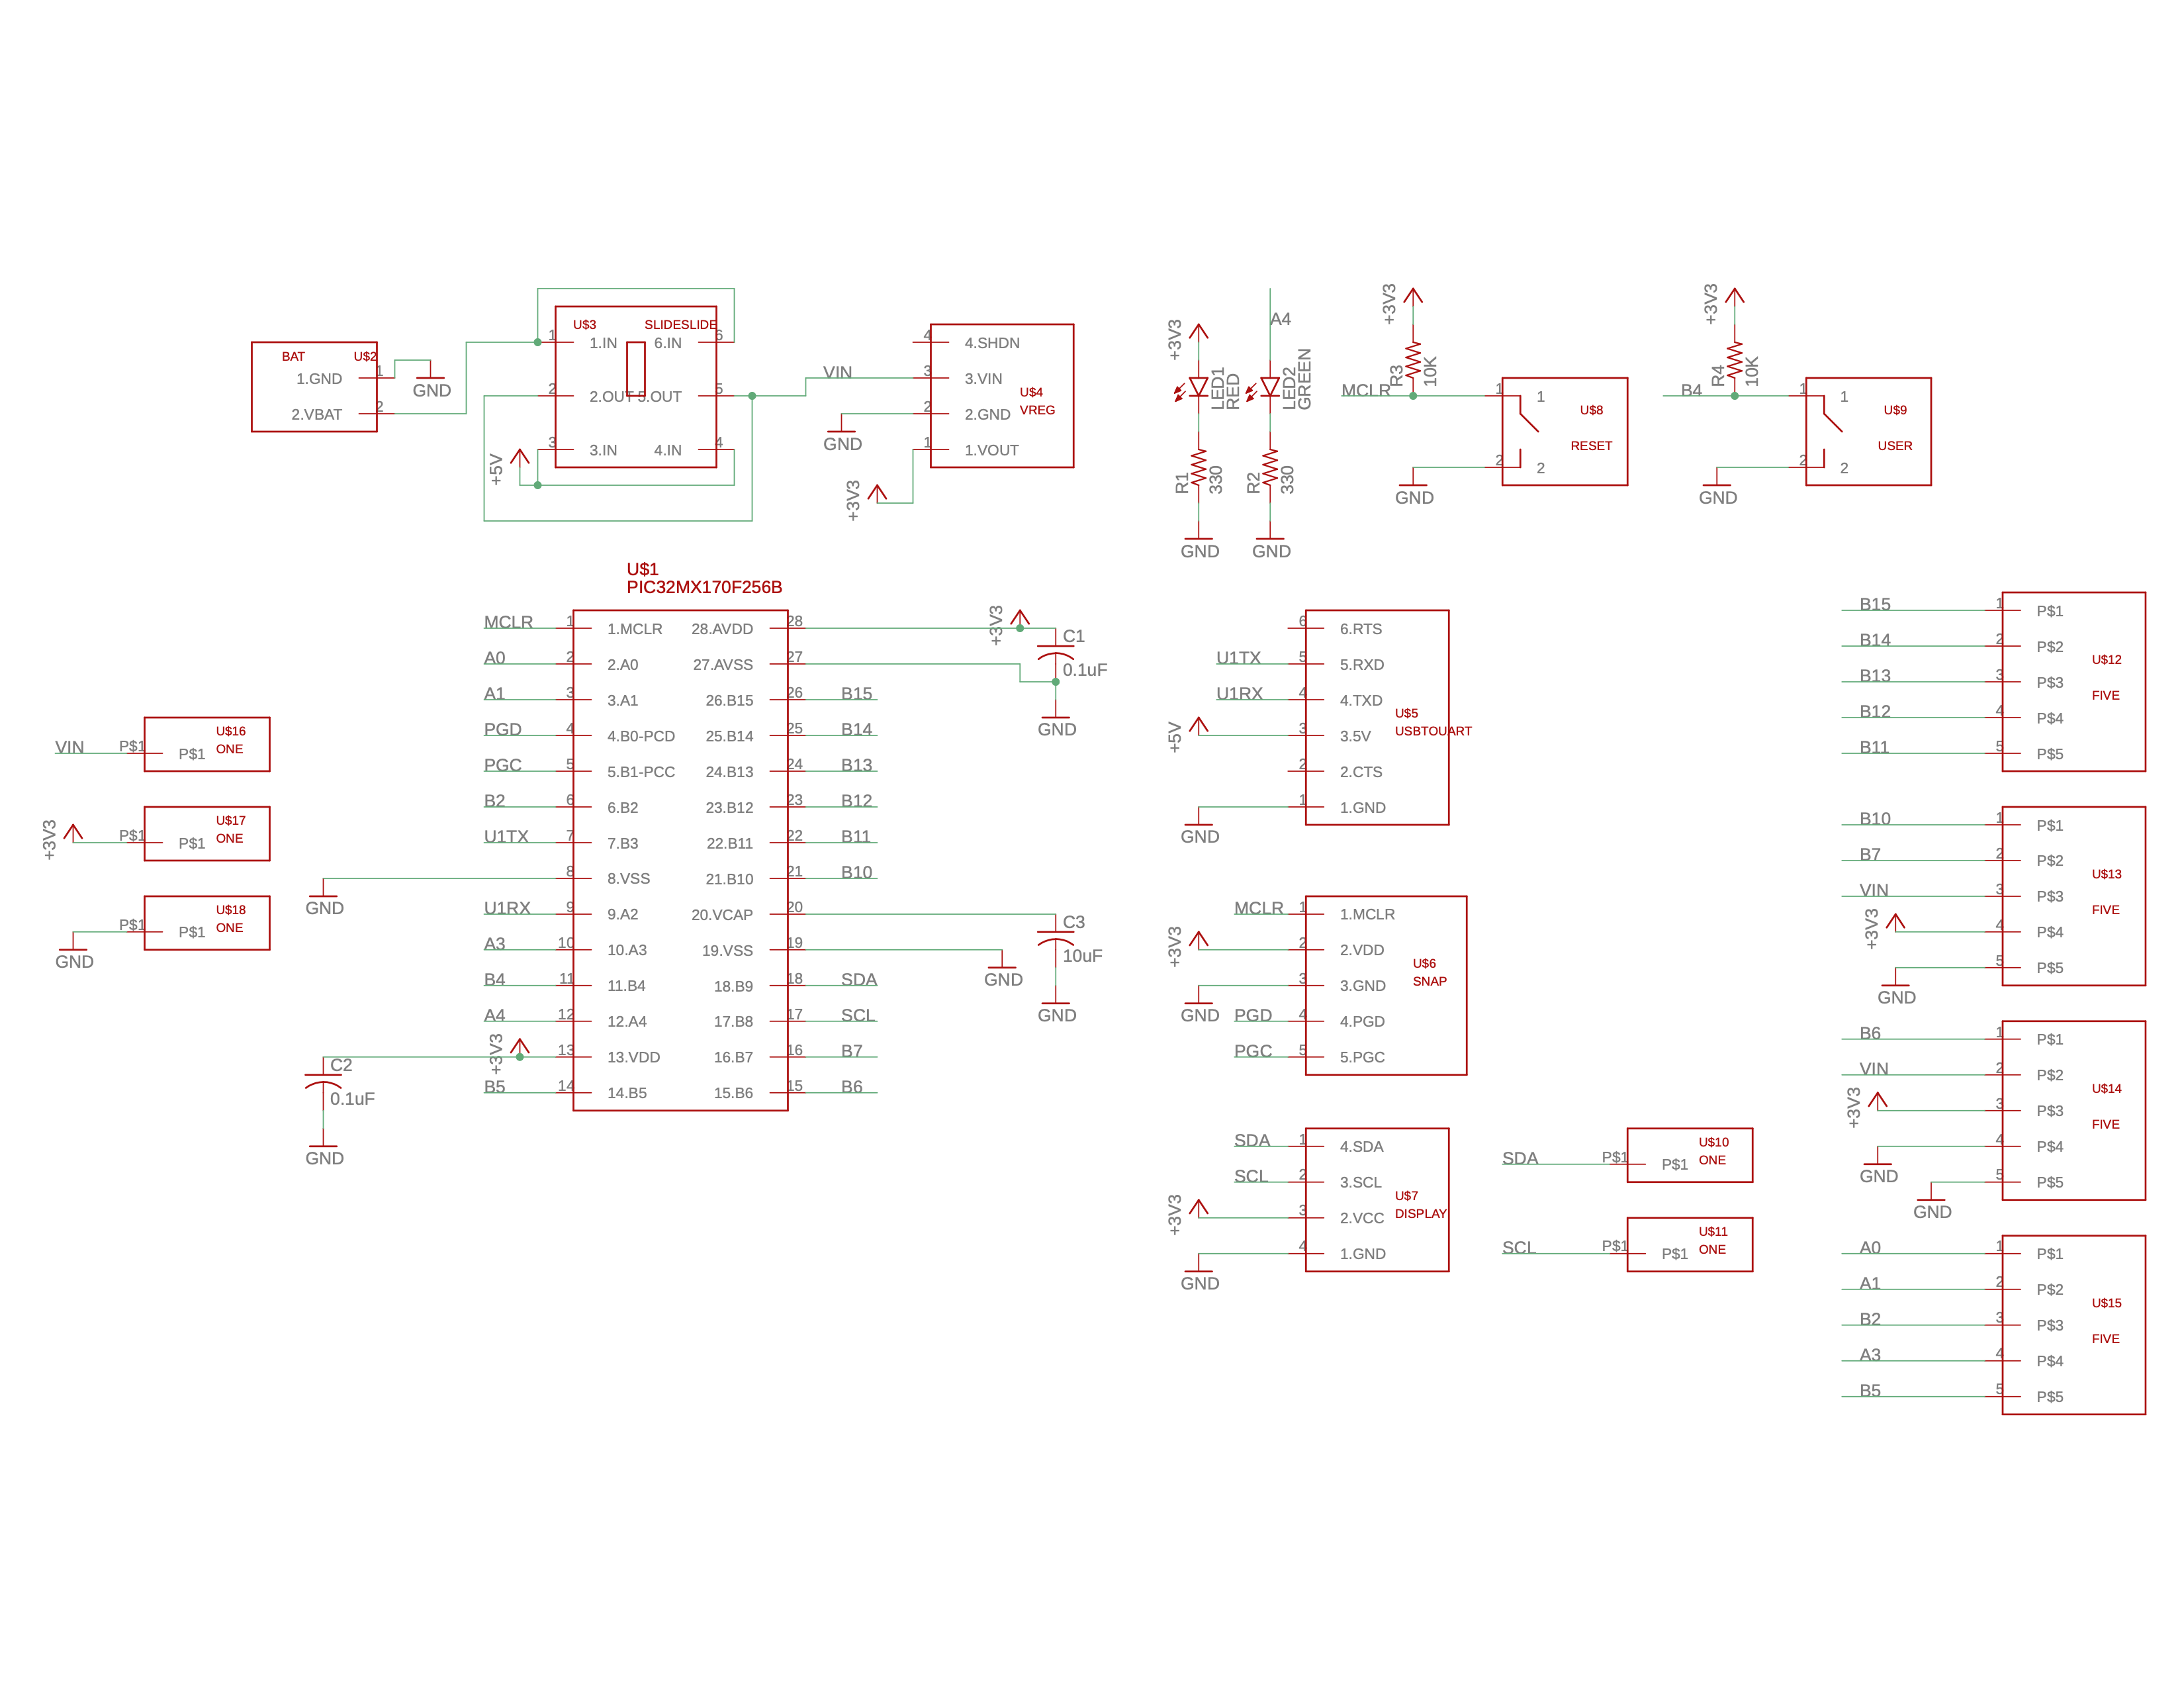 BAT U$2
1.GND 1
2.VBAT 2
GND
U$3 SLIDESLIDE
1 1.IN 6.IN 6
2 2.OUT 5.OUT 5
3 3.IN 4.IN 4
+5V
VIN
GND
+3V3
4 4.SHDN
3 3.VIN
2 2.GND
1 1.VOUT
U$4
VREG
+3V3
LED1
RED
R1
330
GND
A4
LED2
GREEN
R2
330
GND
+3V3
R3
10K
MCLR
GND
1 1
2 2
U$8
RESET
+3V3
R4
10K
B4
GND
1 1
2 2
U$9
USER
U$1
PIC32MX170F256B
MCLR 1 1.MCLR 28.AVDD 28
A0 2 2.A0 27.AVSS 27
A1 3 3.A1 26.B15 26 B15
PGD 4 4.B0-PCD 25.B14 25 B14
PGC 5 5.B1-PCC 24.B13 24 B13
B2 6 6.B2 23.B12 23 B12
U1TX 7 7.B3 22.B11 22 B11
8 8.VSS 21.B10 21 B10
U1RX 9 9.A2 20.VCAP 20
A3 10 10.A3 19.VSS 19
B4 11 11.B4 18.B9 18 SDA
A4 12 12.A4 17.B8 17 SCL
+3V3 13 13.VDD 16.B7 16 B7
B5 14 14.B5 15.B6 15 B6
GND
C2
0.1uF
GND
+3V3
C1
0.1uF
GND
C3
10uF
GND
GND
VIN P$1 P$1
U$16
ONE
+3V3 P$1 P$1
U$17
ONE
GND P$1 P$1
U$18
ONE
6 6.RTS
U1TX 5 5.RXD
U1RX 4 4.TXD
+5V 3 3.5V
2 2.CTS
1 1.GND
GND
U$5
USBTOUART
MCLR 1 1.MCLR
+3V3 2 2.VDD
3 3.GND
GND PGD 4 4.PGD
PGC 5 5.PGC
U$6
SNAP
SDA 1 4.SDA
SCL 2 3.SCL
+3V3 3 2.VCC
4 1.GND
GND
U$7
DISPLAY
SDA P$1 P$1
U$10
ONE
SCL P$1 P$1
U$11
ONE
B15 1 P$1
B14 2 P$2
B13 3 P$3
B12 4 P$4
B11 5 P$5
U$12
FIVE
B10 1 P$1
B7 2 P$2
VIN 3 P$3
+3V3 4 P$4
GND 5 P$5
U$13
FIVE
B6 1 P$1
VIN 2 P$2
+3V3 3 P$3
GND 4 P$4
GND 5 P$5
U$14
FIVE
A0 1 P$1
A1 2 P$2
B2 3 P$3
A3 4 P$4
B5 5 P$5
U$15
FIVE